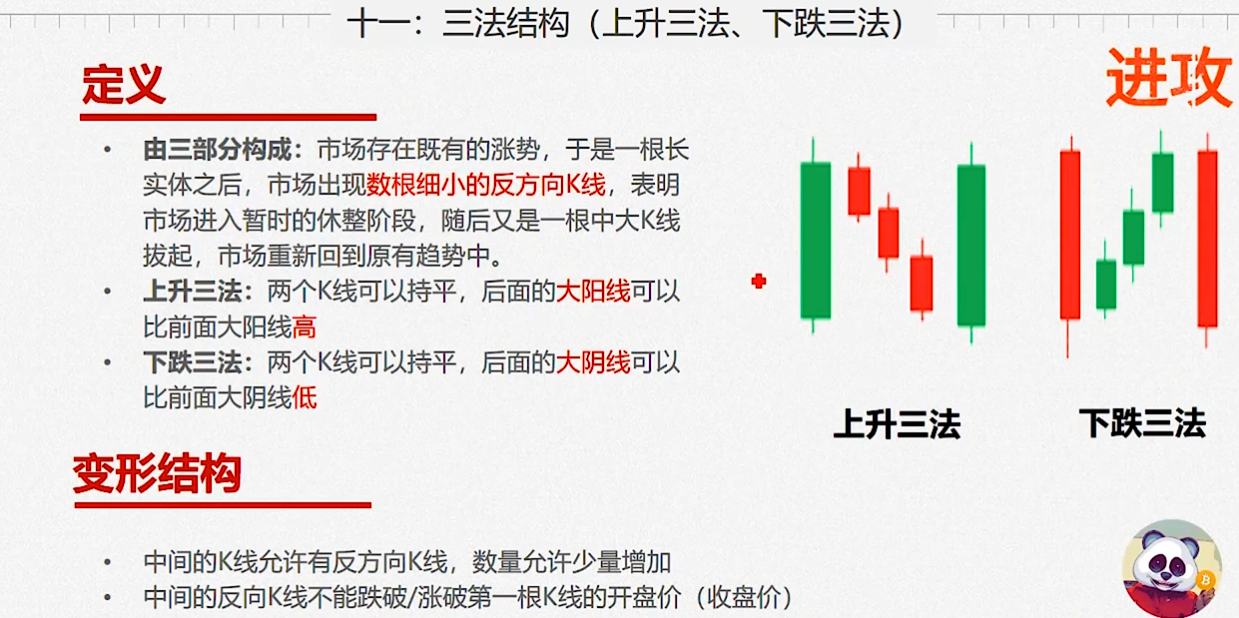 十一：三法结构（上升三法、下跌三法）
定义
进攻
• 由三部分构成：市场存在既有的涨势，于是一根长
实体之后，市场出现数根细小的反方向K线，表明
市场进入暂时的休整阶段，随后又是一根中大K线
拔起，市场重新回到原有趋势中。
• 上升三法：两个K线可以持平，后面的大阳线可以
比前面大阳线高
• 下跌三法：两个K线可以持平，后面的大阴线可以
比前面大阴线低
上升三法
下跌三法
变形结构
• 中间的K线允许有反方向K线，数量允许少量增加
• 中间的反向K线不能跌破/涨破第一根K线的开盘价（收盘价）